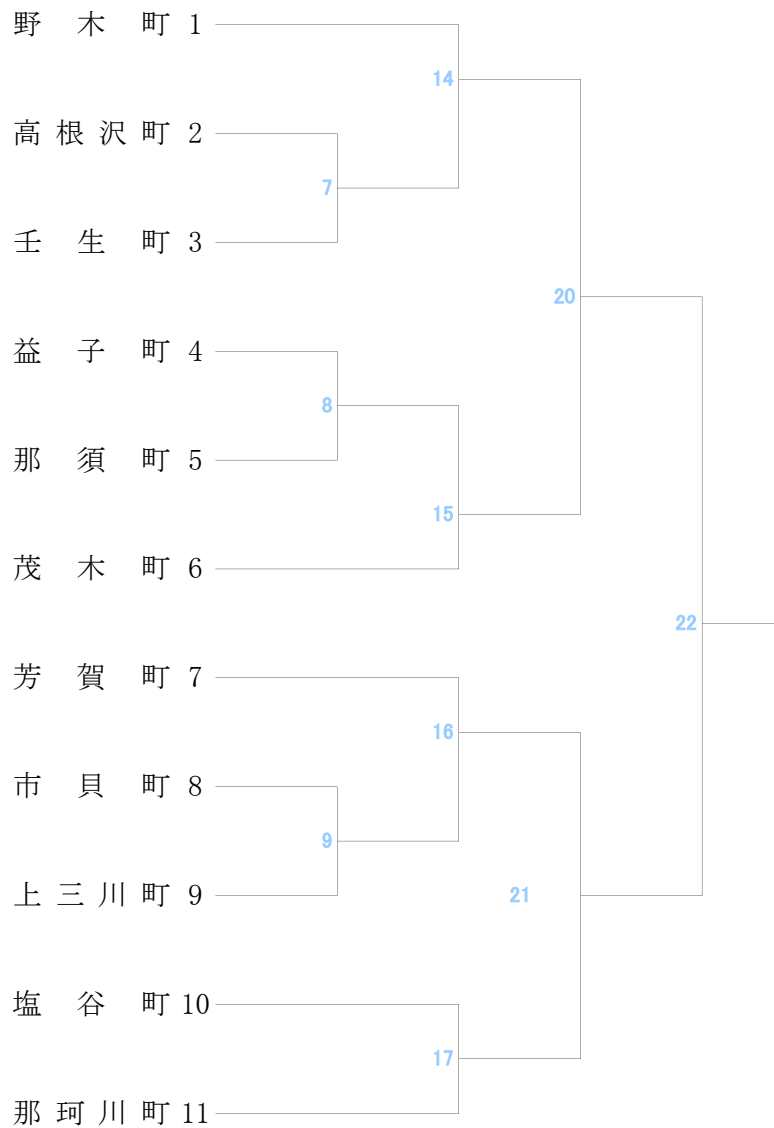 野木町 1
14
高根沢町 2
7
壬生町 3
20
益子町 4
8
那須町 5
15
茂木町 6
22
芳賀町 7
16
市貝町 8
9
上三川町 9
21
塩谷町 10
17
那珂川町 11